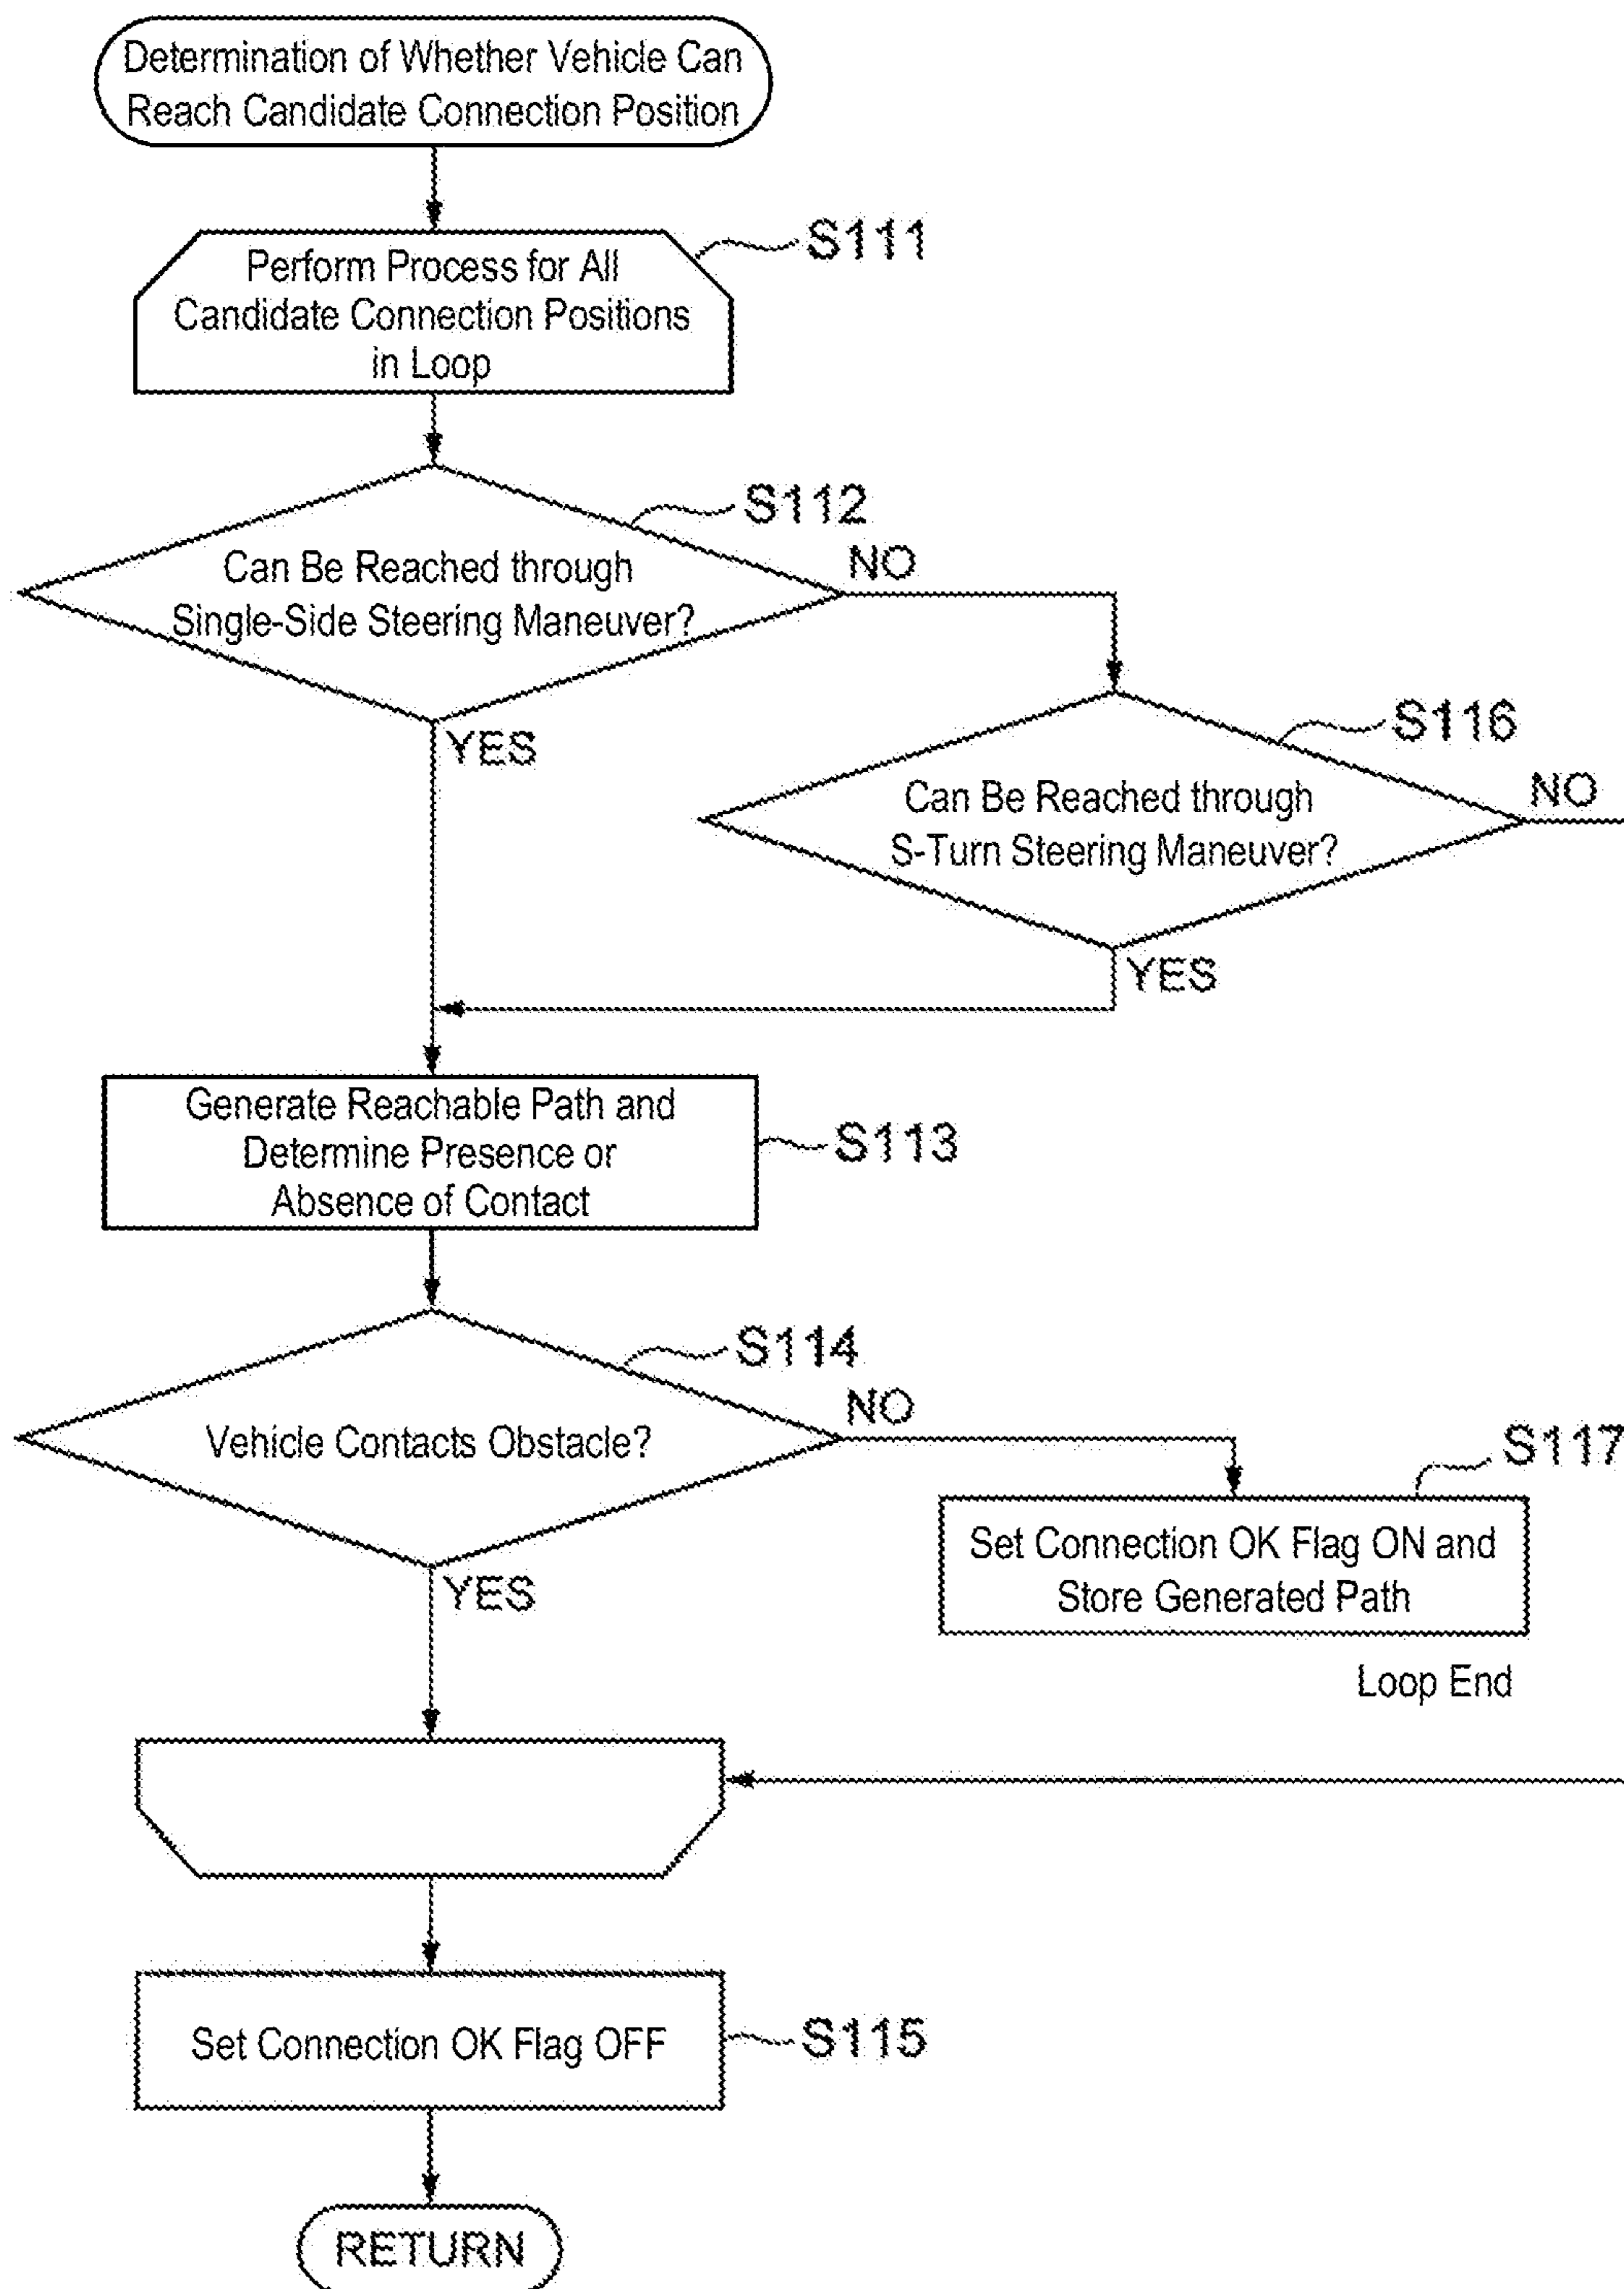 Determination of Whether Vehicle Can
Reach Candidate Connection Position
S111
Perform Process for All
Candidate Connection Positions
in Loop
S112
Can Be Reached through
Single-Side Steering Maneuver?
NO
YES
S116
Can Be Reached through
S-Turn Steering Maneuver?
NO
YES
Generate Reachable Path and
Determine Presence or
Absence of Contact
S113
S114
Vehicle Contacts Obstacle?
NO
YES
S117
Set Connection OK Flag ON and
Store Generated Path
Loop End
Set Connection OK Flag OFF
S115
RETURN